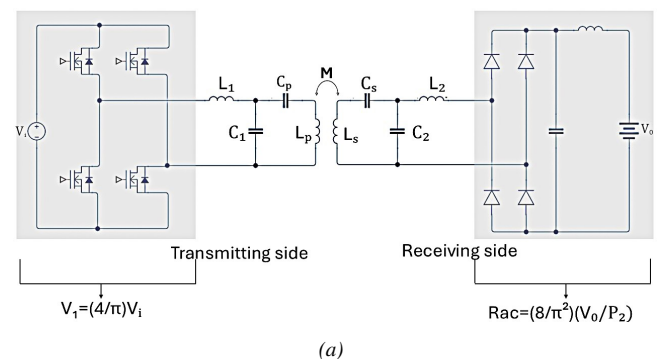 L₁
Cₚ
M
Cₛ
L₂
Vᵢ
C₁
Lₚ
Lₛ
C₂
V₀
Transmitting side
Receiving side
V₁=(4/π)Vᵢ
Rac=(8/π²)(V₀/P₂)
(a)